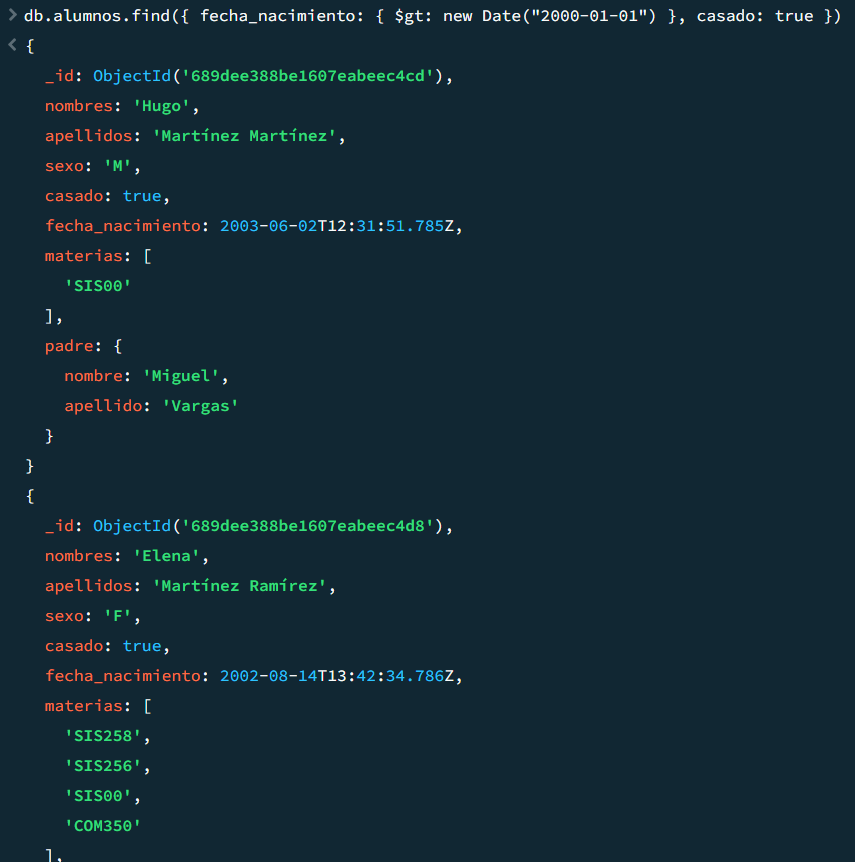 > db.alumnos.find({ fecha_nacimiento: { $gt: new Date("2000-01-01") }, casado: true })
< {
_id: ObjectId('689dee388be1607eabeec4cd'),
nombres: 'Hugo',
apellidos: 'Martínez Martínez',
sexo: 'M',
casado: true,
fecha_nacimiento: 2003-06-02T12:31:51.785Z,
materias: [
'SIS00'
],
padre: {
nombre: 'Miguel',
apellido: 'Vargas'
}
}
{
_id: ObjectId('689dee388be1607eabeec4d8'),
nombres: 'Elena',
apellidos: 'Martínez Ramírez',
sexo: 'F',
casado: true,
fecha_nacimiento: 2002-08-14T13:42:34.786Z,
materias: [
'SIS258',
'SIS256',
'SIS00',
'COM350'
],